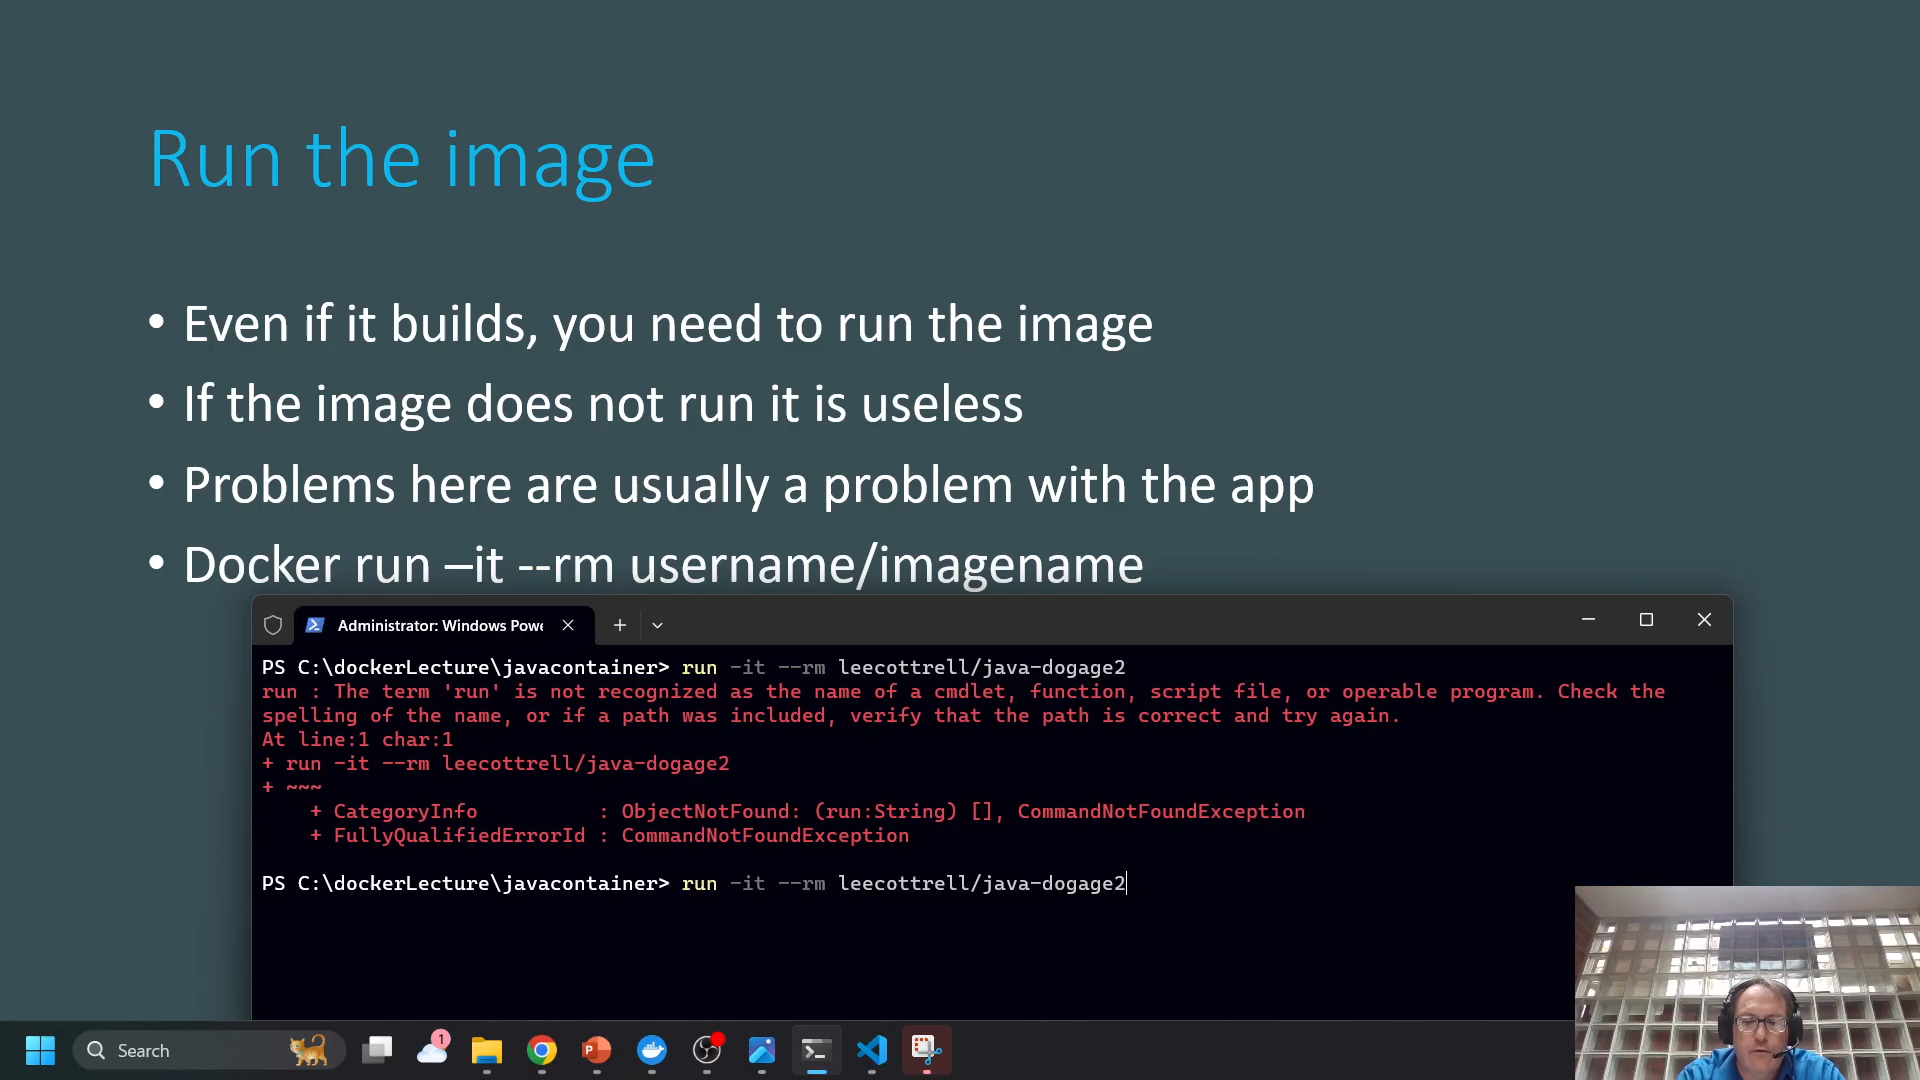 Run the image
• Even if it builds, you need to run the image
• If the image does not run it is useless
• Problems here are usually a problem with the app
• Docker run –it --rm username/imagename
Administrator: Windows Powe
PS C:\dockerLecture\javacontainer> run -it --rm leecottrell/java-dogage2
run : The term 'run' is not recognized as the name of a cmdlet, function, script file, or operable program. Check the
spelling of the name, or if a path was included, verify that the path is correct and try again.
At line:1 char:1
+ run -it --rm leecottrell/java-dogage2
+ ~~~
    + CategoryInfo          : ObjectNotFound: (run:String) [], CommandNotFoundException
    + FullyQualifiedErrorId : CommandNotFoundException
PS C:\dockerLecture\javacontainer> run -it --rm leecottrell/java-dogage2
Search
1